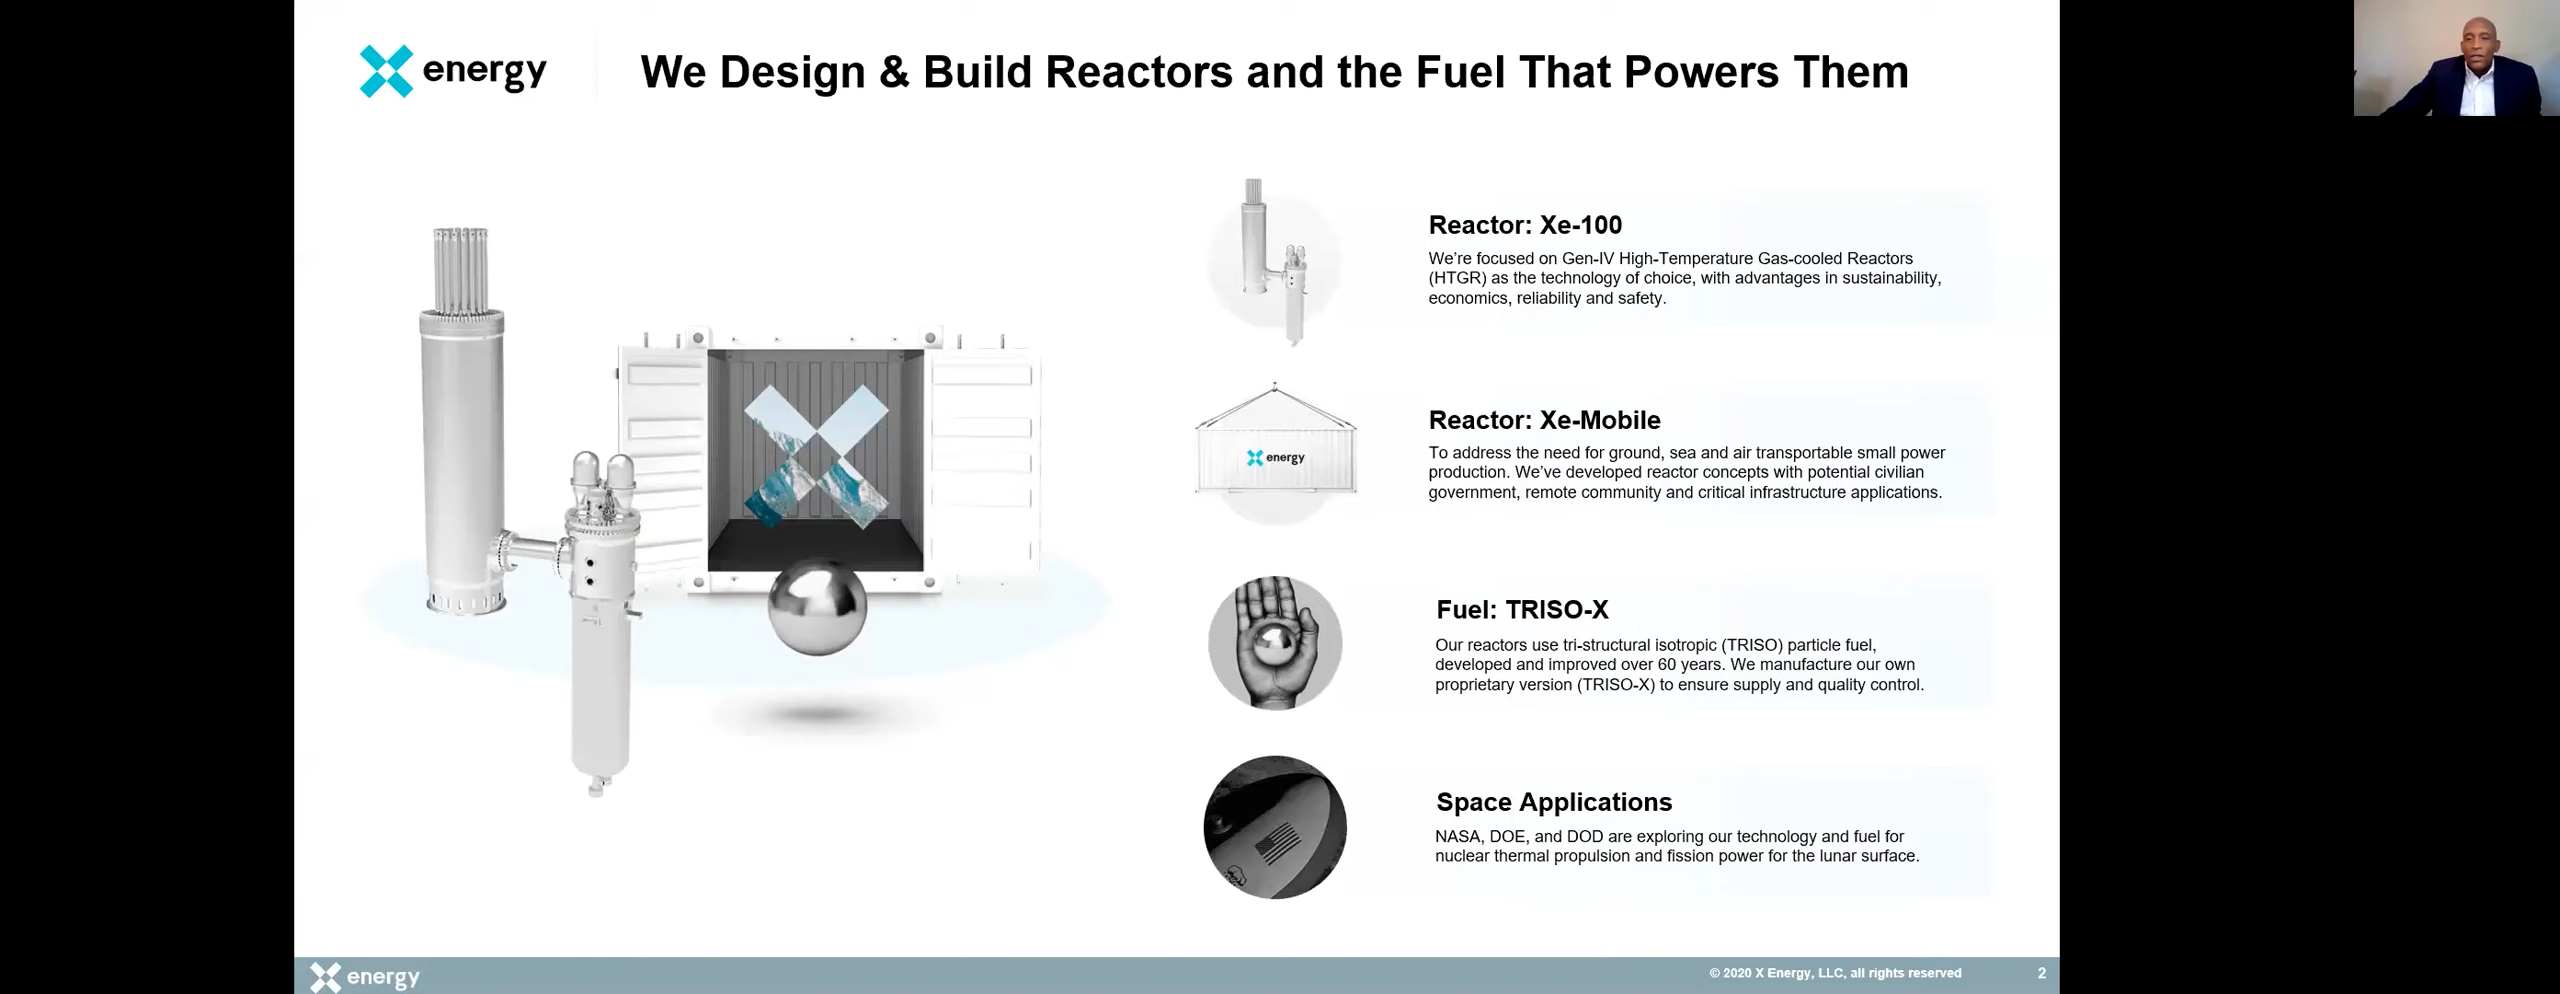 energy
We Design & Build Reactors and the Fuel That Powers Them
Reactor: Xe-100
We’re focused on Gen-IV High-Temperature Gas-cooled Reactors
(HTGR) as the technology of choice, with advantages in sustainability,
economics, reliability and safety.
energy
Reactor: Xe-Mobile
To address the need for ground, sea and air transportable small power
production. We’ve developed reactor concepts with potential civilian
government, remote community and critical infrastructure applications.
Fuel: TRISO-X
Our reactors use tri-structural isotropic (TRISO) particle fuel,
developed and improved over 60 years. We manufacture our own
proprietary version (TRISO-X) to ensure supply and quality control.
Space Applications
NASA, DOE, and DOD are exploring our technology and fuel for
nuclear thermal propulsion and fission power for the lunar surface.
energy
© 2020 X Energy, LLC, all rights reserved
2